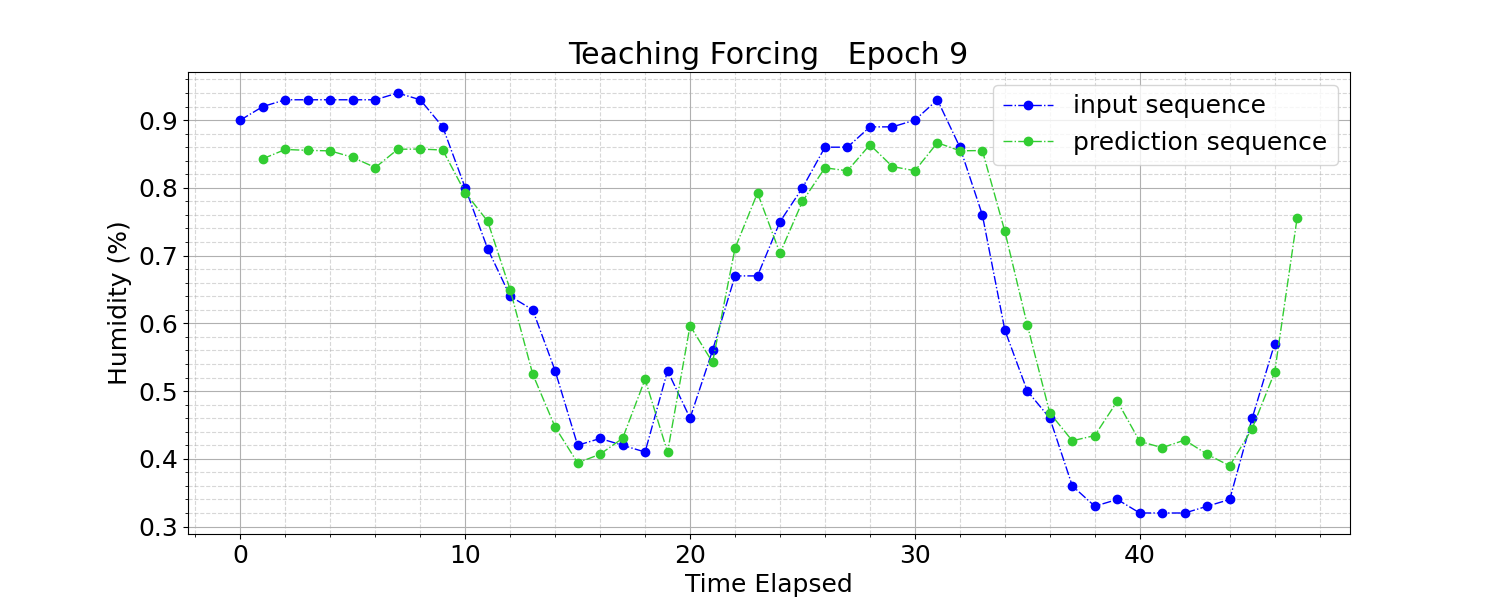 Teaching Forcing   Epoch 9
input sequence
prediction sequence
Humidity (%)
0.9
0.8
0.7
0.6
0.5
0.4
0.3
0 10 20 30 40
Time Elapsed